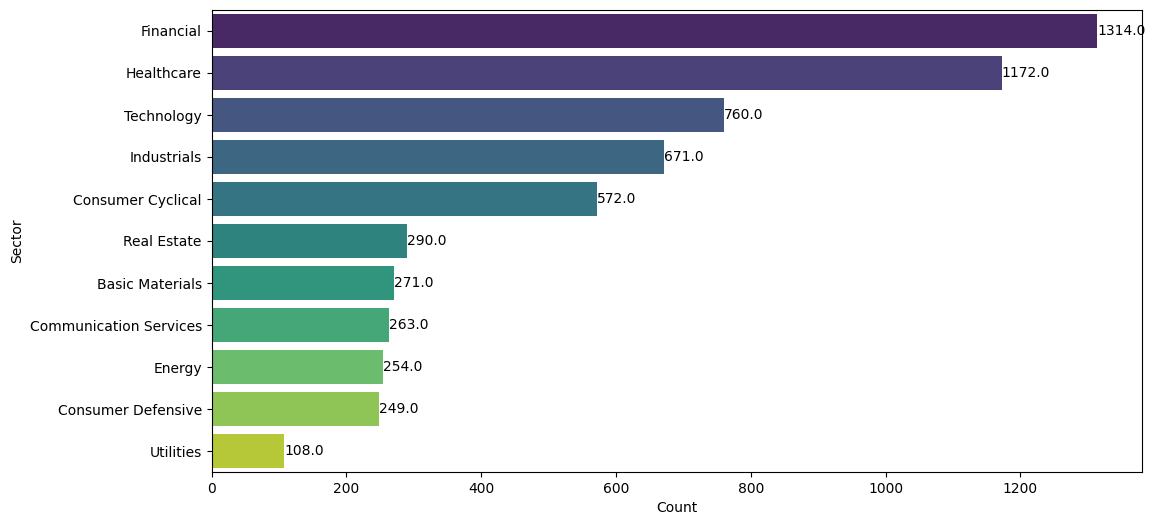 Financial 1314.0
Healthcare 1172.0
Technology 760.0
Industrials 671.0
Consumer Cyclical 572.0
Real Estate 290.0
Basic Materials 271.0
Communication Services 263.0
Energy 254.0
Consumer Defensive 249.0
Utilities 108.0
Sector
0 200 400 600 800 1000 1200
Count